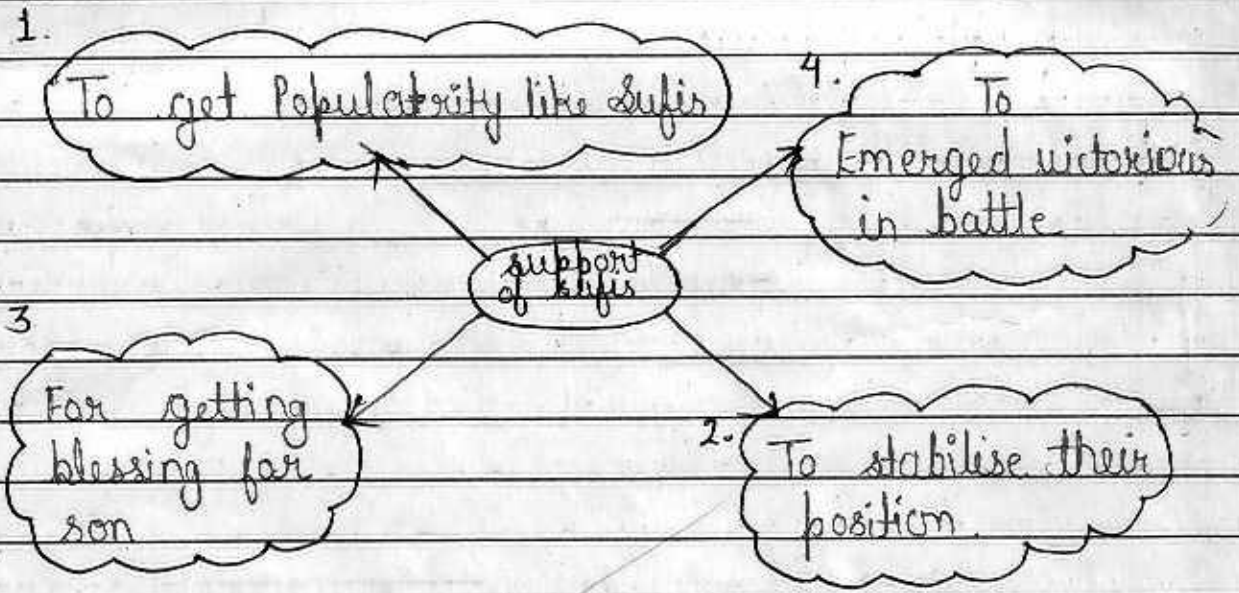 1.
To get Populatrity like Sufis
4.
To
Emerged victorious
in battle
support
of sufis
3
For getting
blessing for
son
2.
To stabilise their
position.